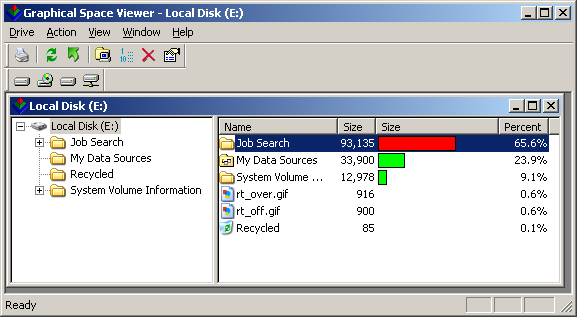 Graphical Space Viewer - Local Disk (E:)
Drive Action View Window Help
Local Disk (E:)
Local Disk (E:)
Job Search
My Data Sources
Recycled
System Volume Information
Name Size Size Percent
Job Search 93,135 65.6%
My Data Sources 33,900 23.9%
System Volume ... 12,978 9.1%
rt_over.gif 916 0.6%
rt_off.gif 900 0.6%
Recycled 85 0.1%
Ready